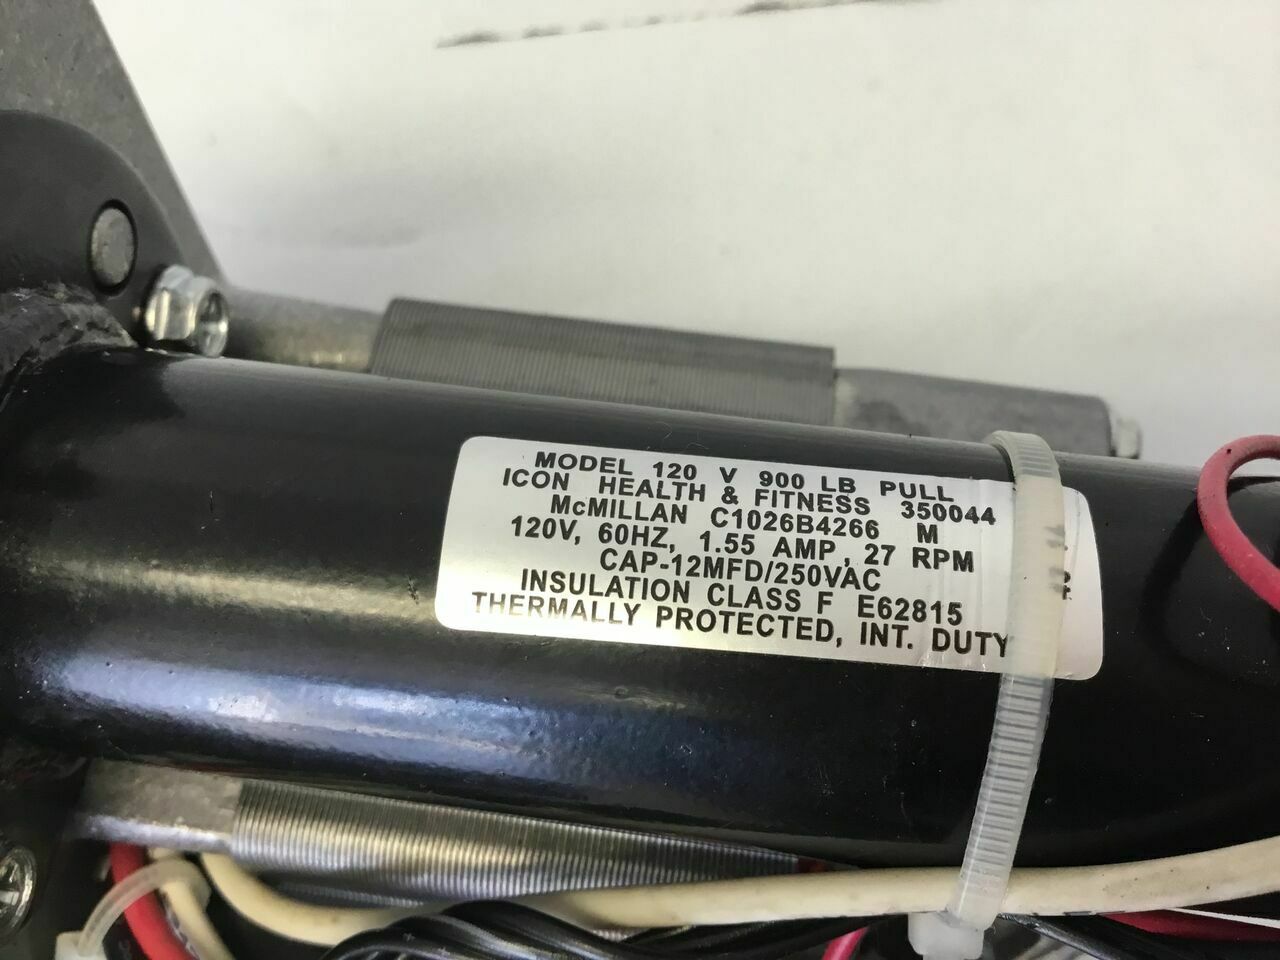 MODEL 120 V 900 LB PULL
ICON HEALTH & FITNESS 350044
McMILLAN C1026B4266 M
120V, 60HZ, 1.55 AMP, 27 RPM
CAP-12MFD/250VAC
INSULATION CLASS F E62815
THERMALLY PROTECTED, INT. DUTY